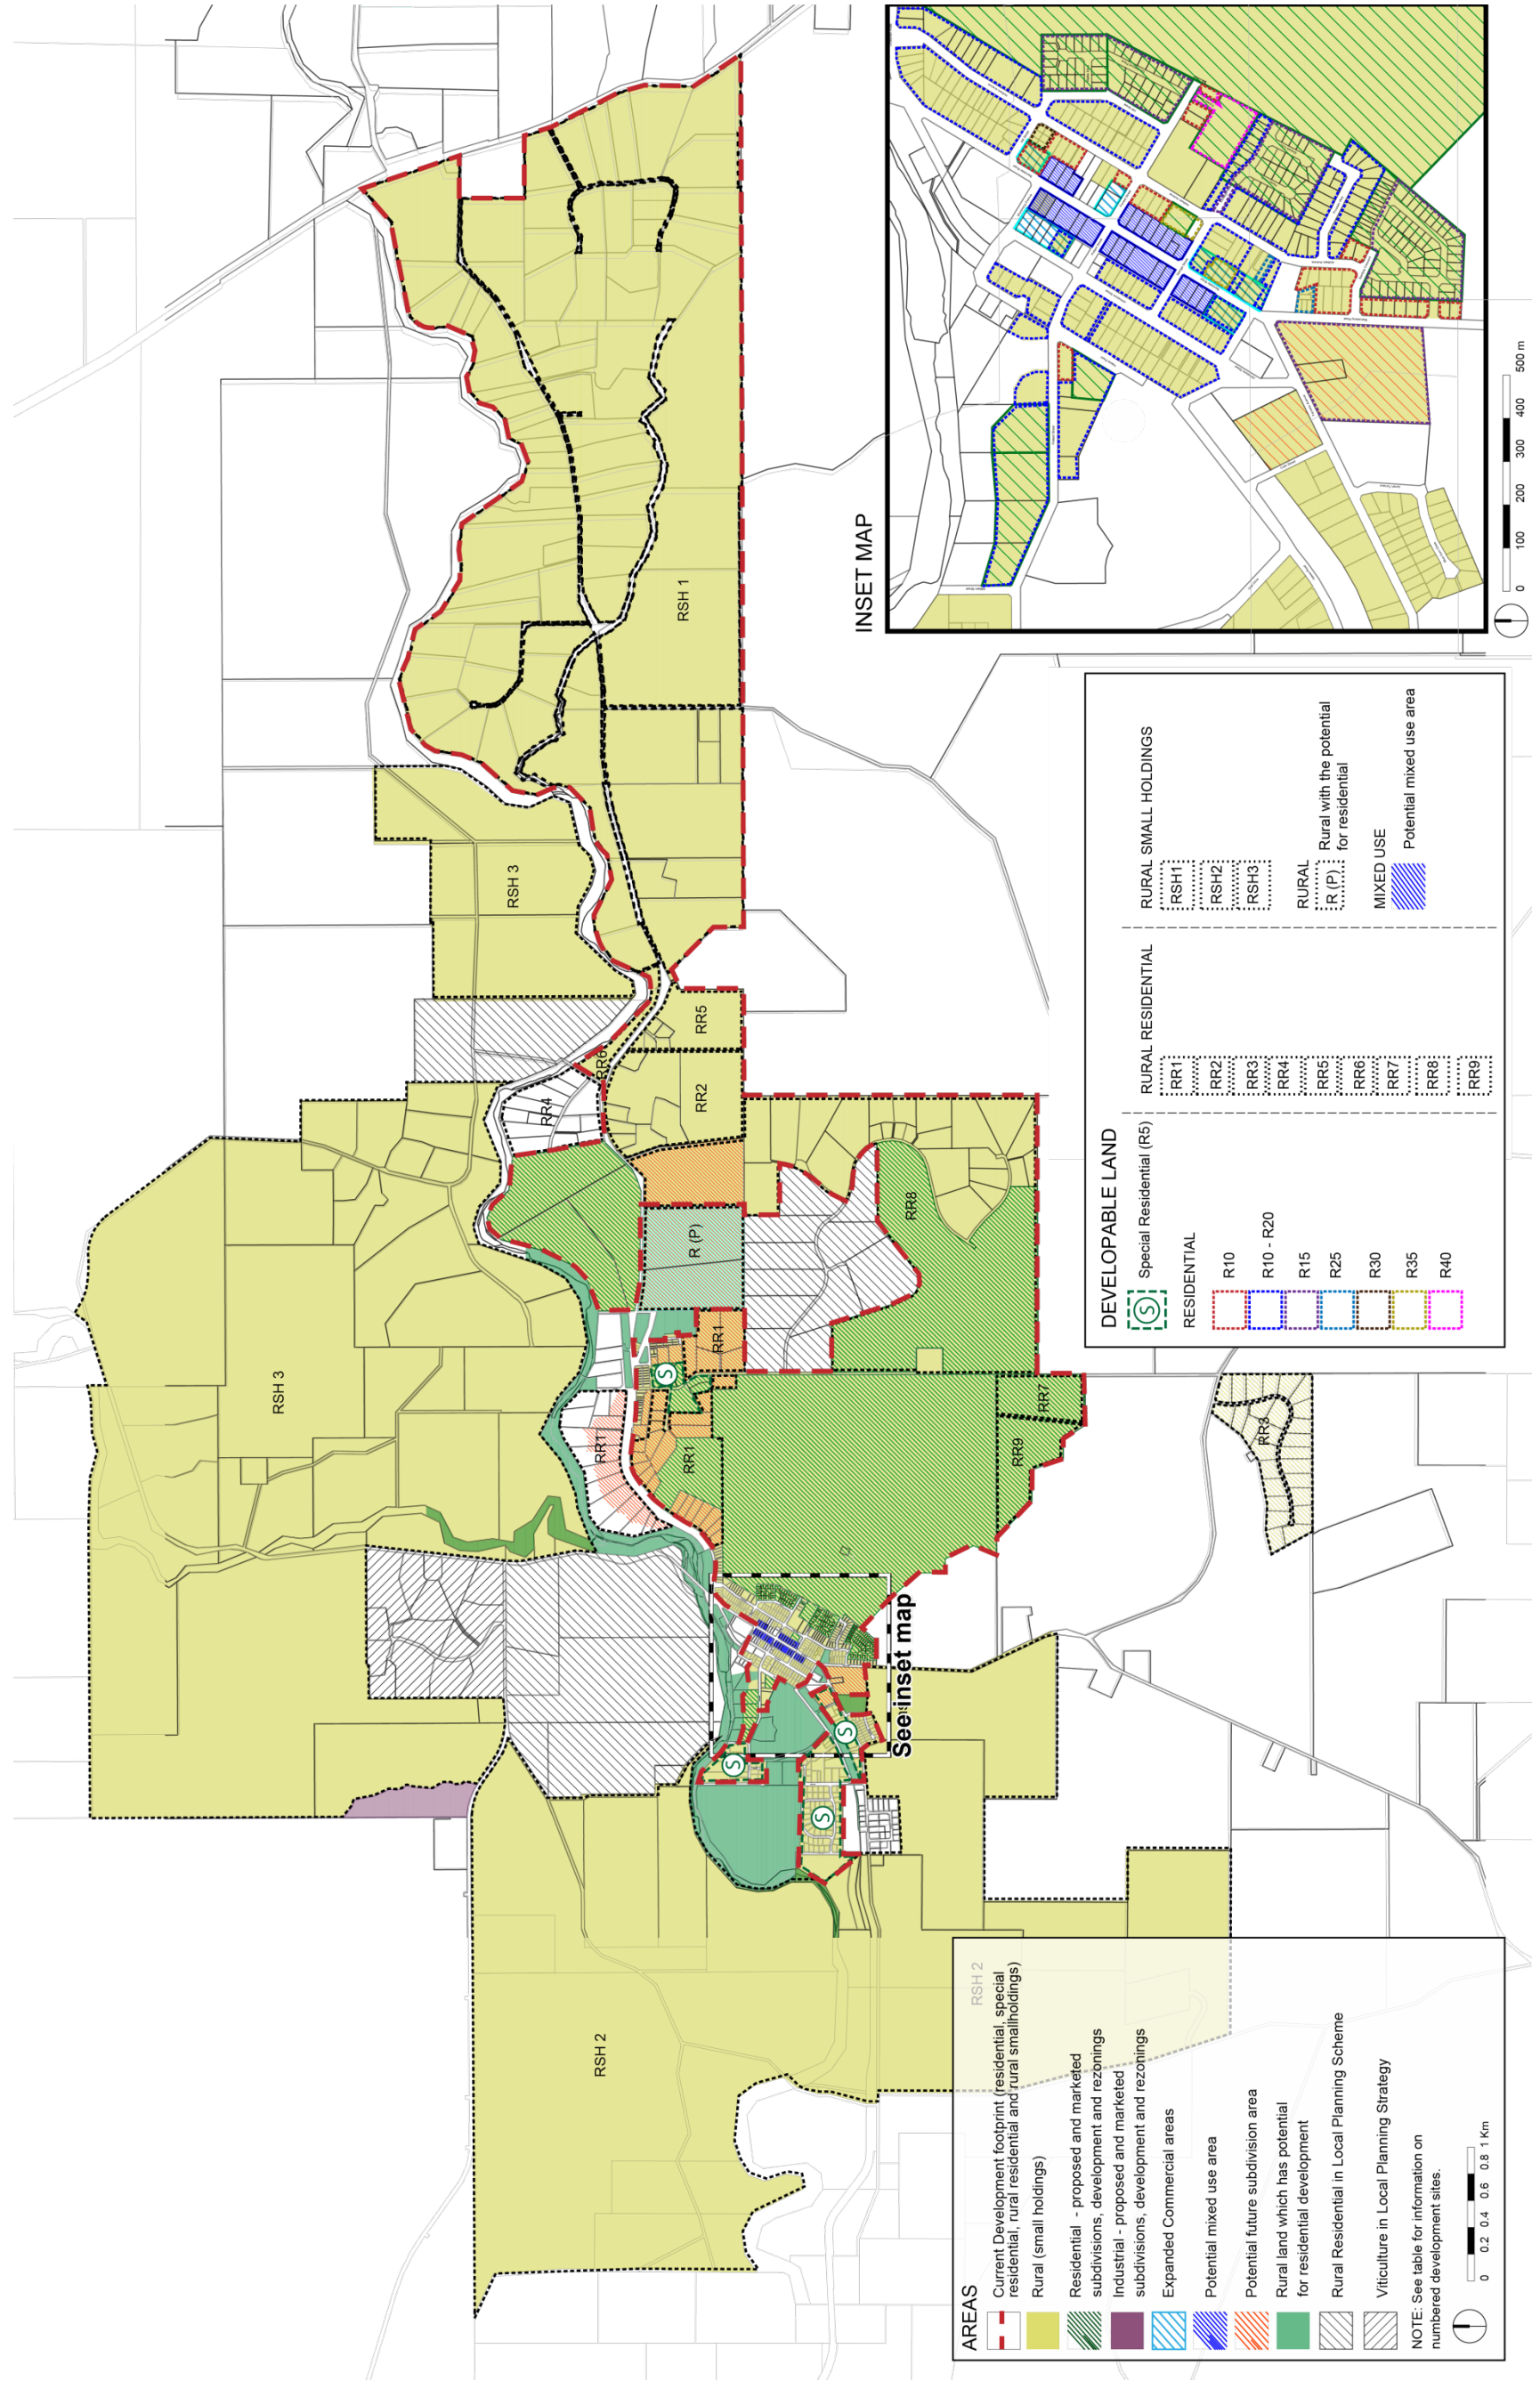 RSH 1
RSH 3
RR5
RR6
RR2
RR4
R (P)
RR8
RR1
S
RR1
RR1
RR7
RR9
RR3
RSH 3
See inset map
S
S
S
RSH 2
RSH 2
INSET MAP
0 100 200 300 400 500 m
DEVELOPABLE LAND
S Special Residential (R5)
RESIDENTIAL
R10
R10 - R20
R15
R25
R30
R35
R40
RURAL RESIDENTIAL
RR1
RR2
RR3
RR4
RR5
RR6
RR7
RR8
RR9
RURAL SMALL HOLDINGS
RSH1
RSH2
RSH3
RURAL
R (P) Rural with the potential
for residential
MIXED USE
Potential mixed use area
AREAS
Current Development footprint (residential, special
residential, rural residential and rural smallholdings)
Rural (small holdings)
Residential - proposed and marketed
subdivisions, development and rezonings
Industrial - proposed and marketed
subdivisions, development and rezonings
Expanded Commercial areas
Potential mixed use area
Potential future subdivision area
Rural land which has potential
for residential development
Rural Residential in Local Planning Scheme
Viticulture in Local Planning Strategy
NOTE: See table for information on
numbered development sites.
0 0.2 0.4 0.6 0.8 1 Km